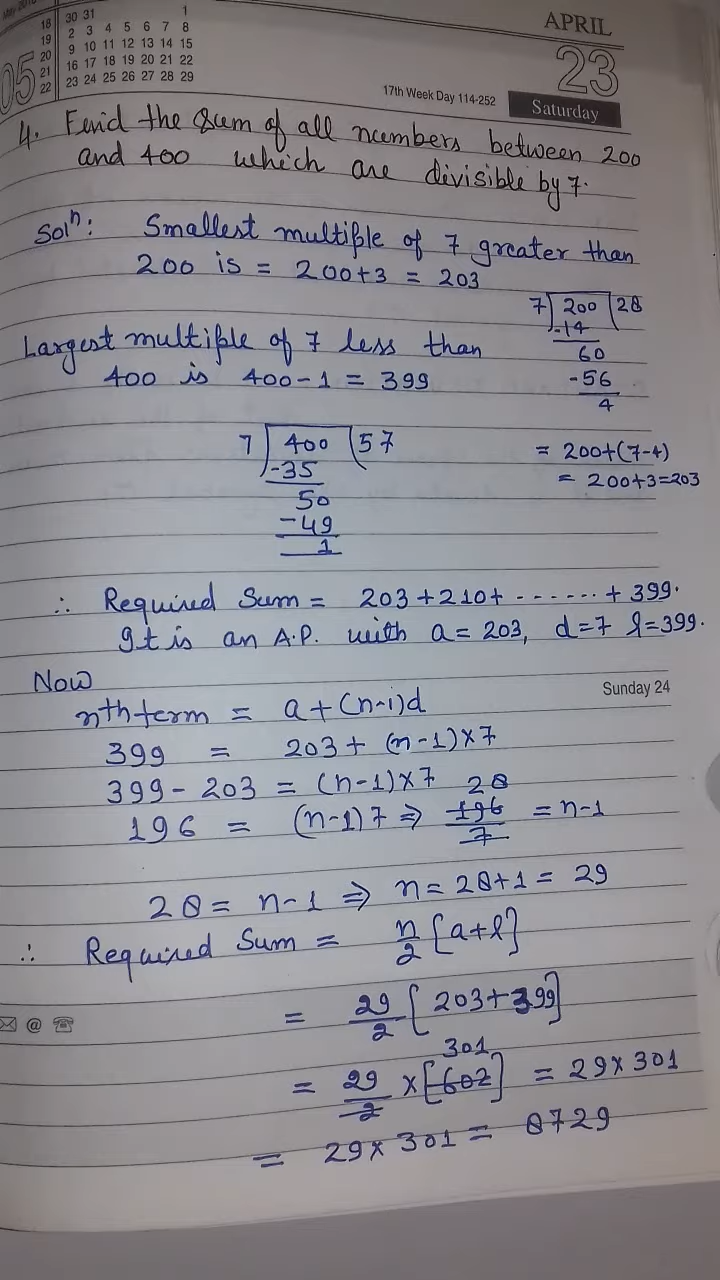 May-2016
05
18 30 31 1
19 2 3 4 5 6 7 8
20 9 10 11 12 13 14 15
21 16 17 18 19 20 21 22
22 23 24 25 26 27 28 29
APRIL
23
17th Week Day 114-252
Saturday
4. Find the sum of all numbers between 200
and 400 which are divisible by 7.
Solⁿ: Smallest multiple of 7 greater than
200 is = 200+3 = 203
7 200 28
-14
60
-56
4
= 200+(7-4)
= 200+3=203
Largest multiple of 7 less than
400 is 400-1 = 399
7 400 57
-35
50
-49
1
∴ Required Sum = 203+210+ ------- + 399.
It is an A.P. with a=203, d=7 l=399.
Now
Sunday 24
nth term = a+(n-1)d
399 = 203+ (n-1)×7
399- 203 = (n-1)×7
196 = (n-1)7 ⇒ 196/7 28 = n-1
28 = n-1 ⇒ n= 28+1 = 29
∴ Required Sum = n/2 [a+l]
= 29/2 [203+399]
301
= 29/2 ×[602] = 29×301
= 29× 301 = 8729